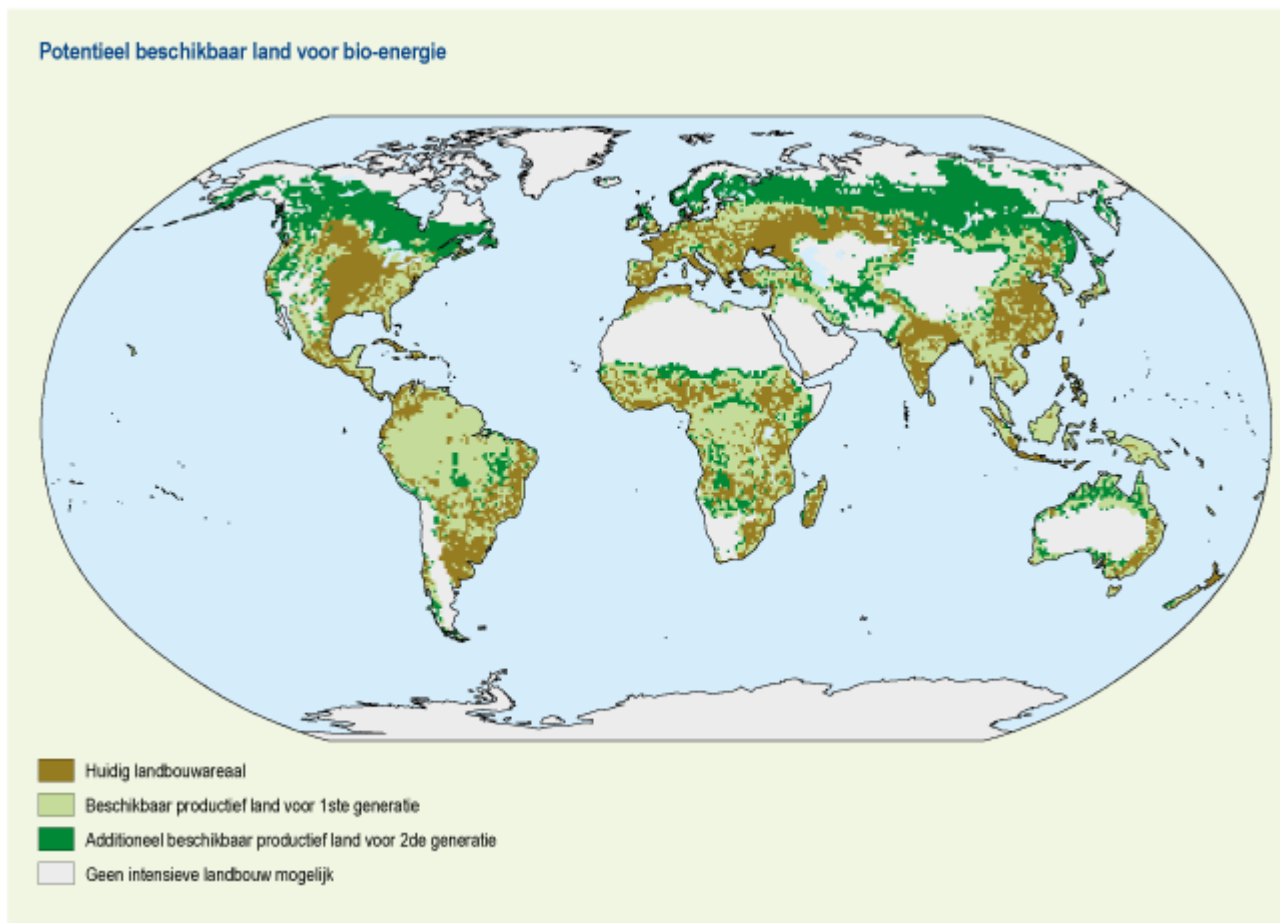 Potentieel beschikbaar land voor bio-energie
Huidig landbouwareaal
Beschikbaar productief land voor 1ste generatie
Additioneel beschikbaar productief land voor 2de generatie
Geen intensieve landbouw mogelijk